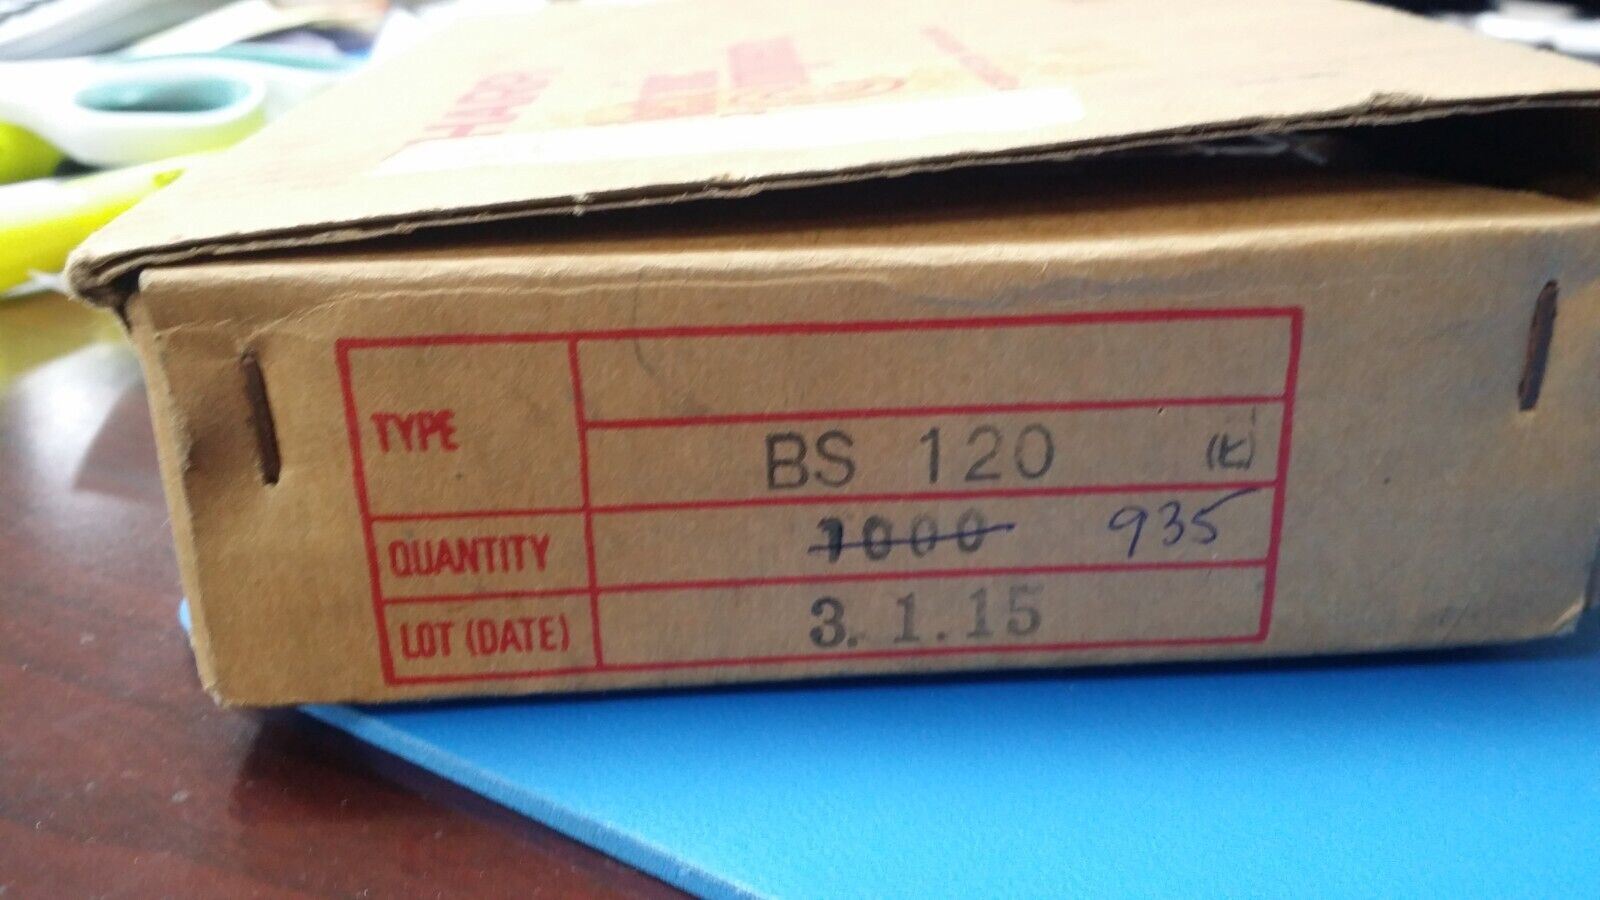 TYPE
BS 120 (K)
QUANTITY 1000 935
LOT (DATE) 3. 1. 15